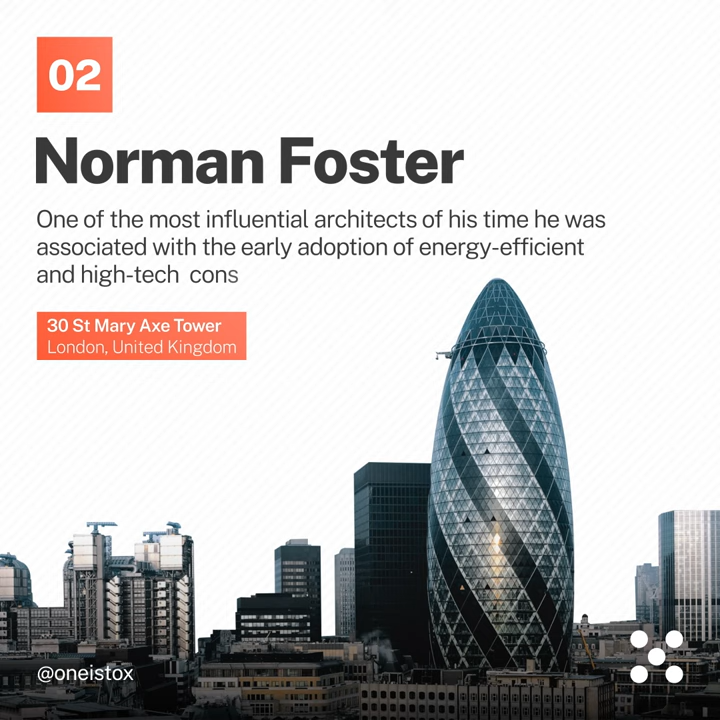 02
Norman Foster
One of the most influential architects of his time he was
associated with the early adoption of energy-efficient
and high-tech cons
30 St Mary Axe Tower
London, United Kingdom
@oneistox